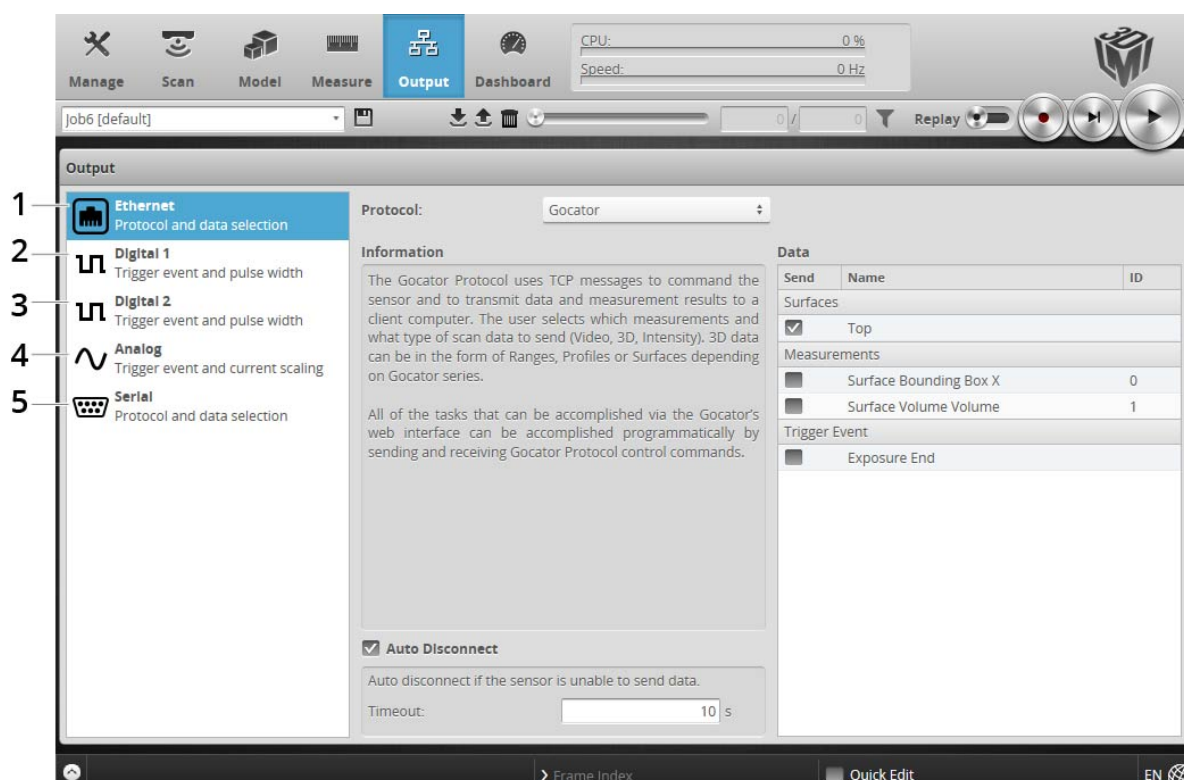 CPU: 0 %
Speed: 0 Hz
Manage Scan Model Measure Output Dashboard
Job6 [default]
0 / 0 Replay
Output
1 Ethernet
Protocol and data selection
2 Digital 1
Trigger event and pulse width
3 Digital 2
Trigger event and pulse width
4 Analog
Trigger event and current scaling
5 Serial
Protocol and data selection
Protocol: Gocator
Information
The Gocator Protocol uses TCP messages to command the
sensor and to transmit data and measurement results to a
client computer. The user selects which measurements and
what type of scan data to send (Video, 3D, Intensity). 3D data
can be in the form of Ranges, Profiles or Surfaces depending
on Gocator series.
All of the tasks that can be accomplished via the Gocator's
web interface can be accomplished programmatically by
sending and receiving Gocator Protocol control commands.
Auto Disconnect
Auto disconnect if the sensor is unable to send data.
Timeout: 10 s
Data
Send Name ID
Surfaces
Top
Measurements
Surface Bounding Box X 0
Surface Volume Volume 1
Trigger Event
Exposure End
Frame Index Quick Edit EN